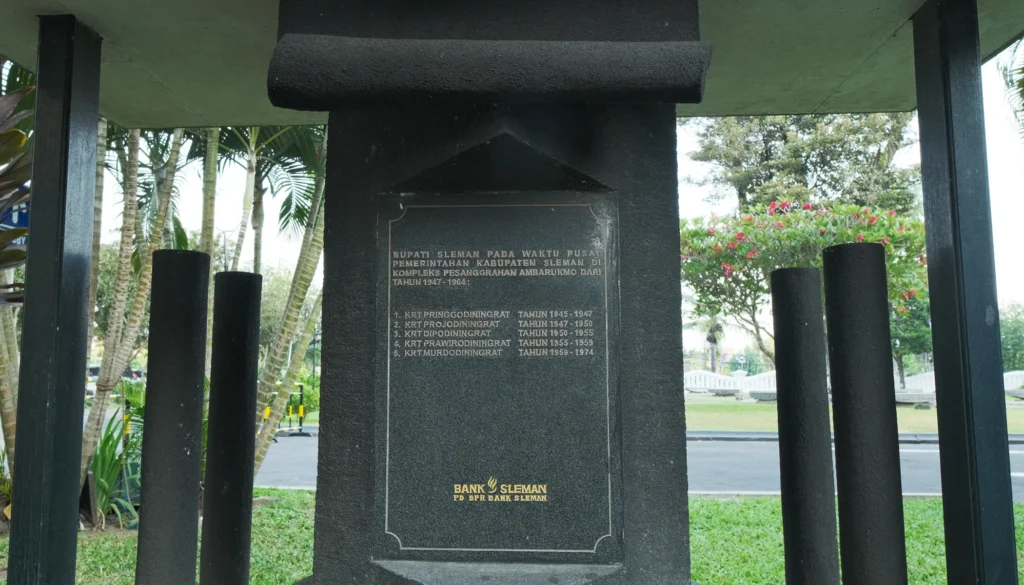 BUPATI SLEMAN PADA WAKTU PUSAT
PEMERINTAHAN KABUPATEN SLEMAN DI
KOMPLEKS PESANGGRAHAN AMBARUKMO DARI
TAHUN 1947 - 1964 :
1. KRT PRINGGODININGRAT TAHUN 1945 - 1947
2. KRT PROJODININGRAT TAHUN 1947 - 1950
3. KRT DIPODININGRAT TAHUN 1950 - 1955
4. KRT PRAWIRODININGRAT TAHUN 1955 - 1959
5. KRT MURDODININGRAT TAHUN 1959 - 1974
BANK SLEMAN
PD BPR BANK SLEMAN